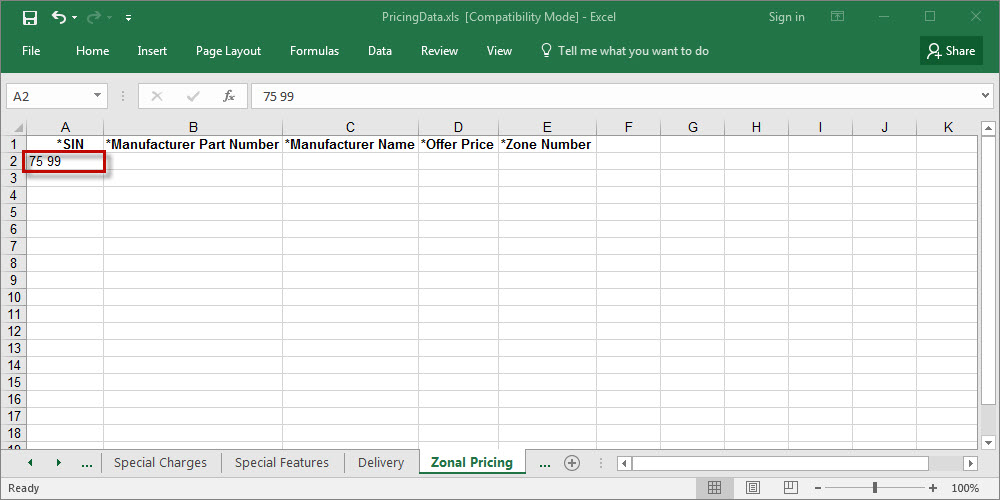 PricingData.xls [Compatibility Mode] - Excel
Sign in
File Home Insert Page Layout Formulas Data Review View Tell me what you want to do Share
A2 fx 75 99
A B C D E F G H I J K
1 *SIN *Manufacturer Part Number *Manufacturer Name *Offer Price *Zone Number
2 75 99
3
4
5
6
7
8
9
10
11
12
13
14
15
16
17
18
... Special Charges Special Features Delivery Zonal Pricing ...
Ready 100%